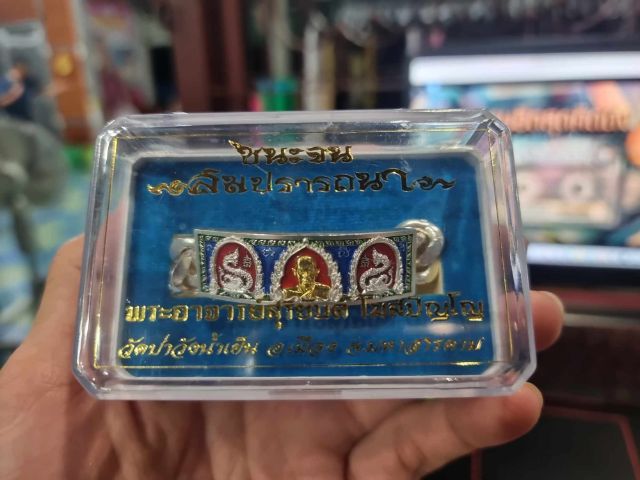 ชนะจน
สมปรารถนา
พระอาจารย์สุริยันต์ โฆสปัญโญ
วัดป่าวังน้ำเย็น อ.เมือง จ.มหาสารคาม